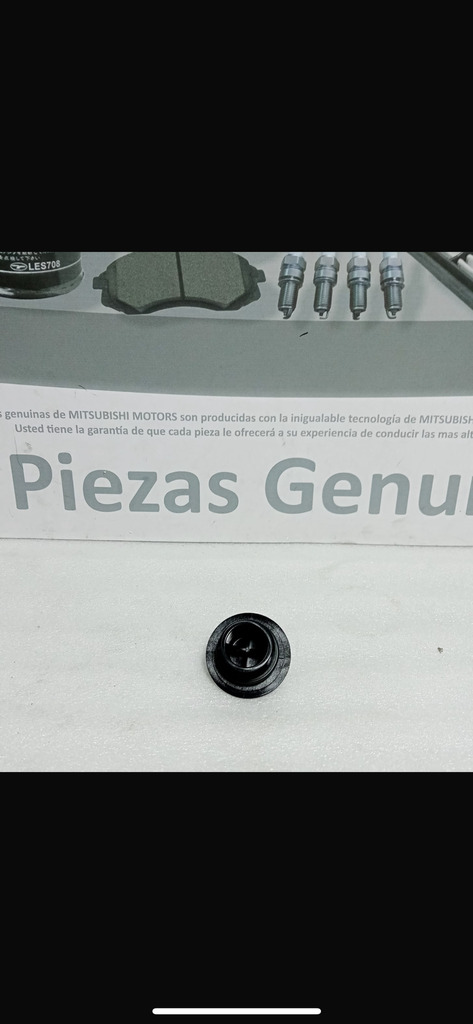 LES708
s genuinas de MITSUBISHI MOTORS son producidas con la inigualable tecnología de MITSUBISH
Usted tiene la garantía de que cada pieza le ofrecerá a su experiencia de conducir las mas alt
Piezas Genui